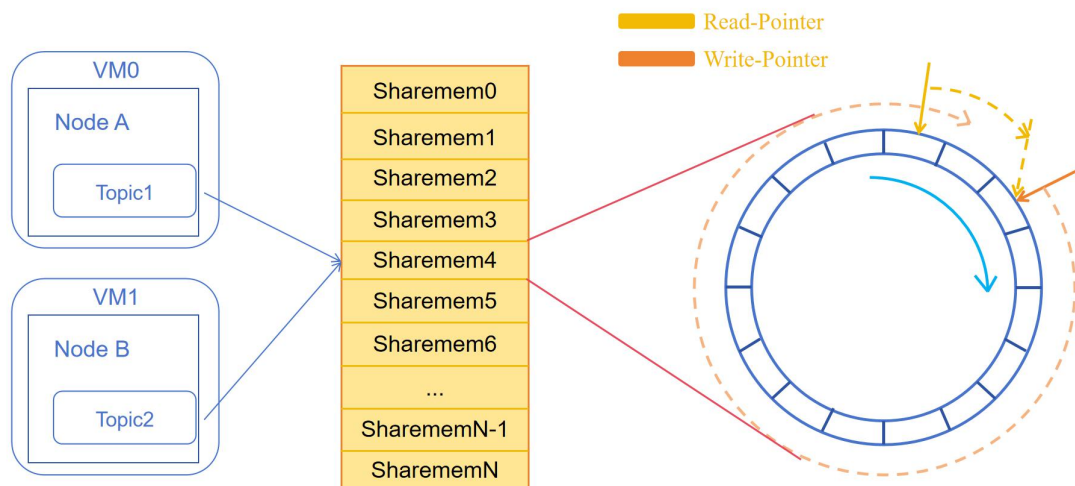 Read-Pointer
Write-Pointer
VM0
Node A
Topic1
VM1
Node B
Topic2
Sharemem0
Sharemem1
Sharemem2
Sharemem3
Sharemem4
Sharemem5
Sharemem6
...
SharememN-1
SharememN